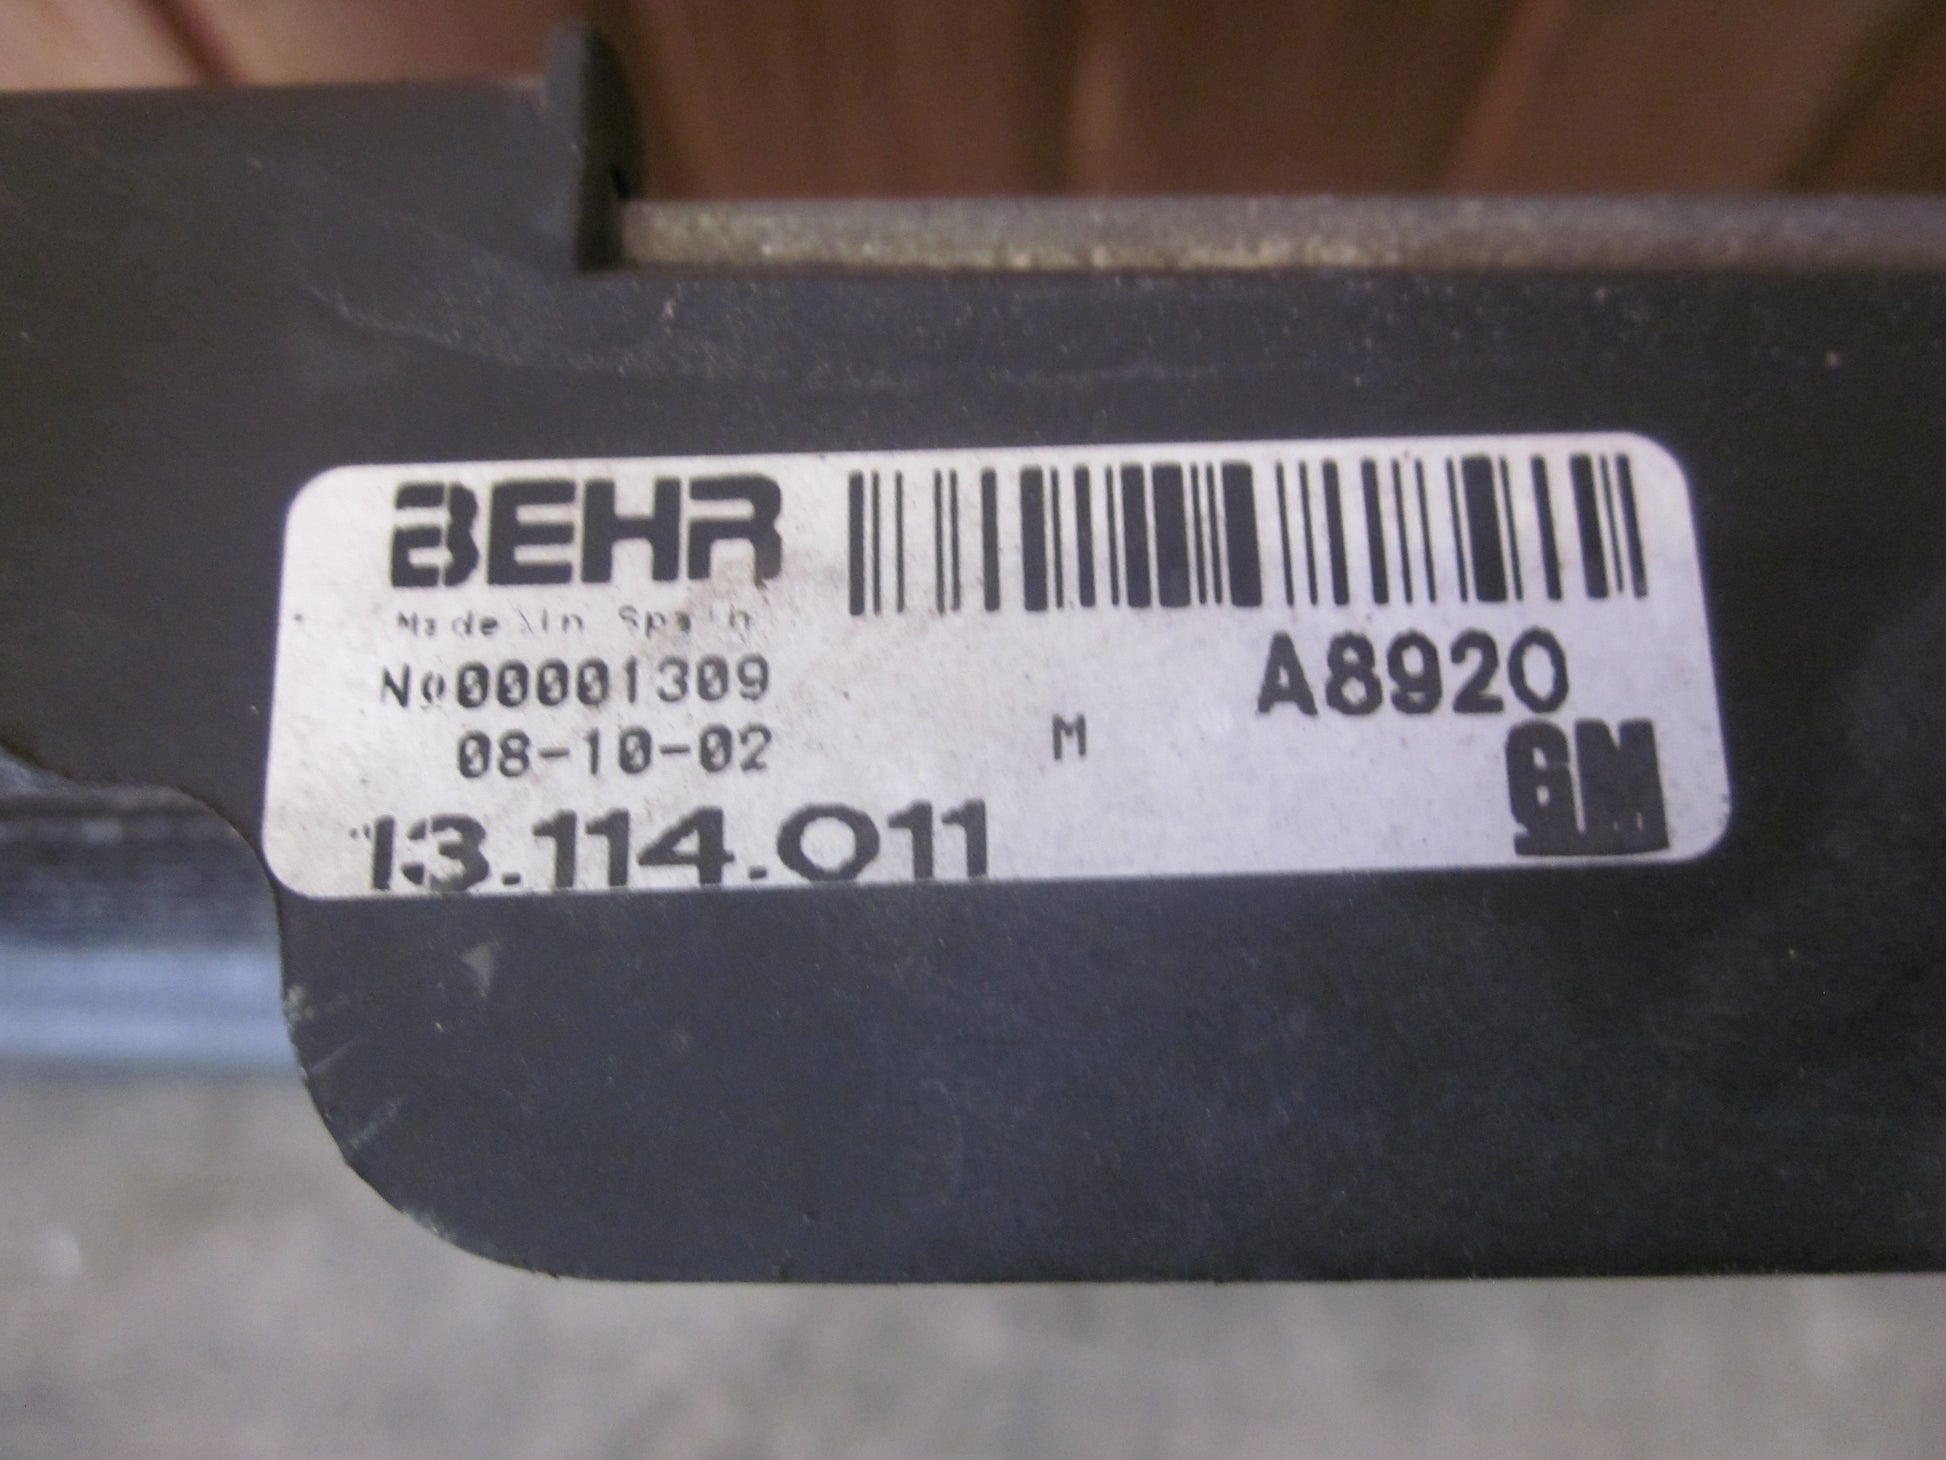 BEHR
Made in Spain
No00001309
A8920
08-10-02
M
GM
13.114.011